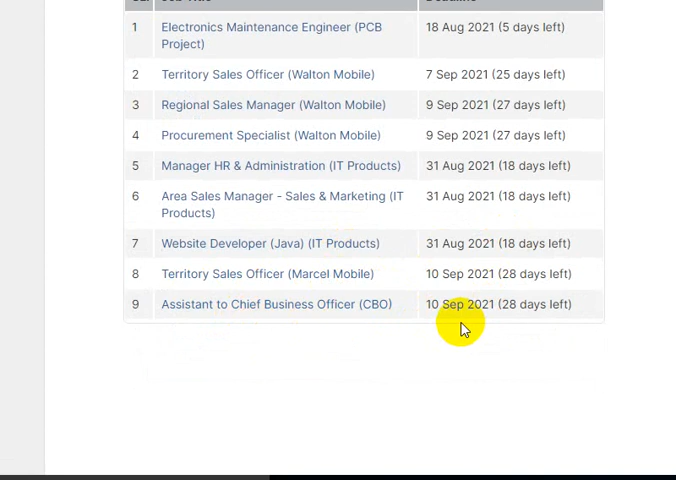 1 Electronics Maintenance Engineer (PCB 18 Aug 2021 (5 days left)
Project)
2 Territory Sales Officer (Walton Mobile) 7 Sep 2021 (25 days left)
3 Regional Sales Manager (Walton Mobile) 9 Sep 2021 (27 days left)
4 Procurement Specialist (Walton Mobile) 9 Sep 2021 (27 days left)
5 Manager HR & Administration (IT Products) 31 Aug 2021 (18 days left)
6 Area Sales Manager - Sales & Marketing (IT 31 Aug 2021 (18 days left)
Products)
7 Website Developer (Java) (IT Products) 31 Aug 2021 (18 days left)
8 Territory Sales Officer (Marcel Mobile) 10 Sep 2021 (28 days left)
9 Assistant to Chief Business Officer (CBO) 10 Sep 2021 (28 days left)